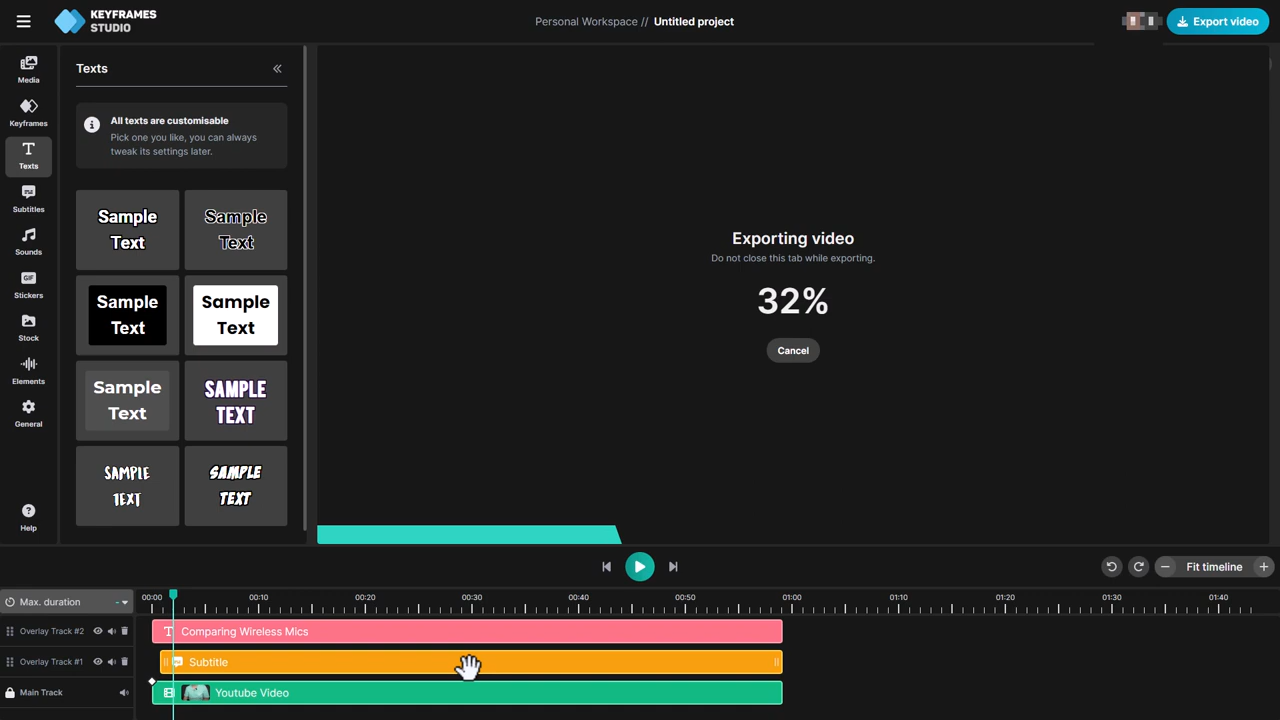 KEYFRAMES
STUDIO
Personal Workspace // Untitled project
Export video
Media
Keyframes
Texts
Subtitles
Sounds
GIF
Stickers
Stock
Elements
General
Help
Texts
All texts are customisable
Pick one you like, you can always
tweak its settings later.
Sample
Text
Sample
Text
Sample
Text
Sample
Text
Sample
Text
SAMPLE
TEXT
SAMPLE
TEXT
SAMPLE
TEXT
Exporting video
Do not close this tab while exporting.
32%
Cancel
Fit timeline
Max. duration
00:00 00:10 00:20 00:30 00:40 00:50 01:00 01:10 01:20 01:30 01:40
Overlay Track #2
Comparing Wireless Mics
Overlay Track #1
Subtitle
Main Track
Youtube Video